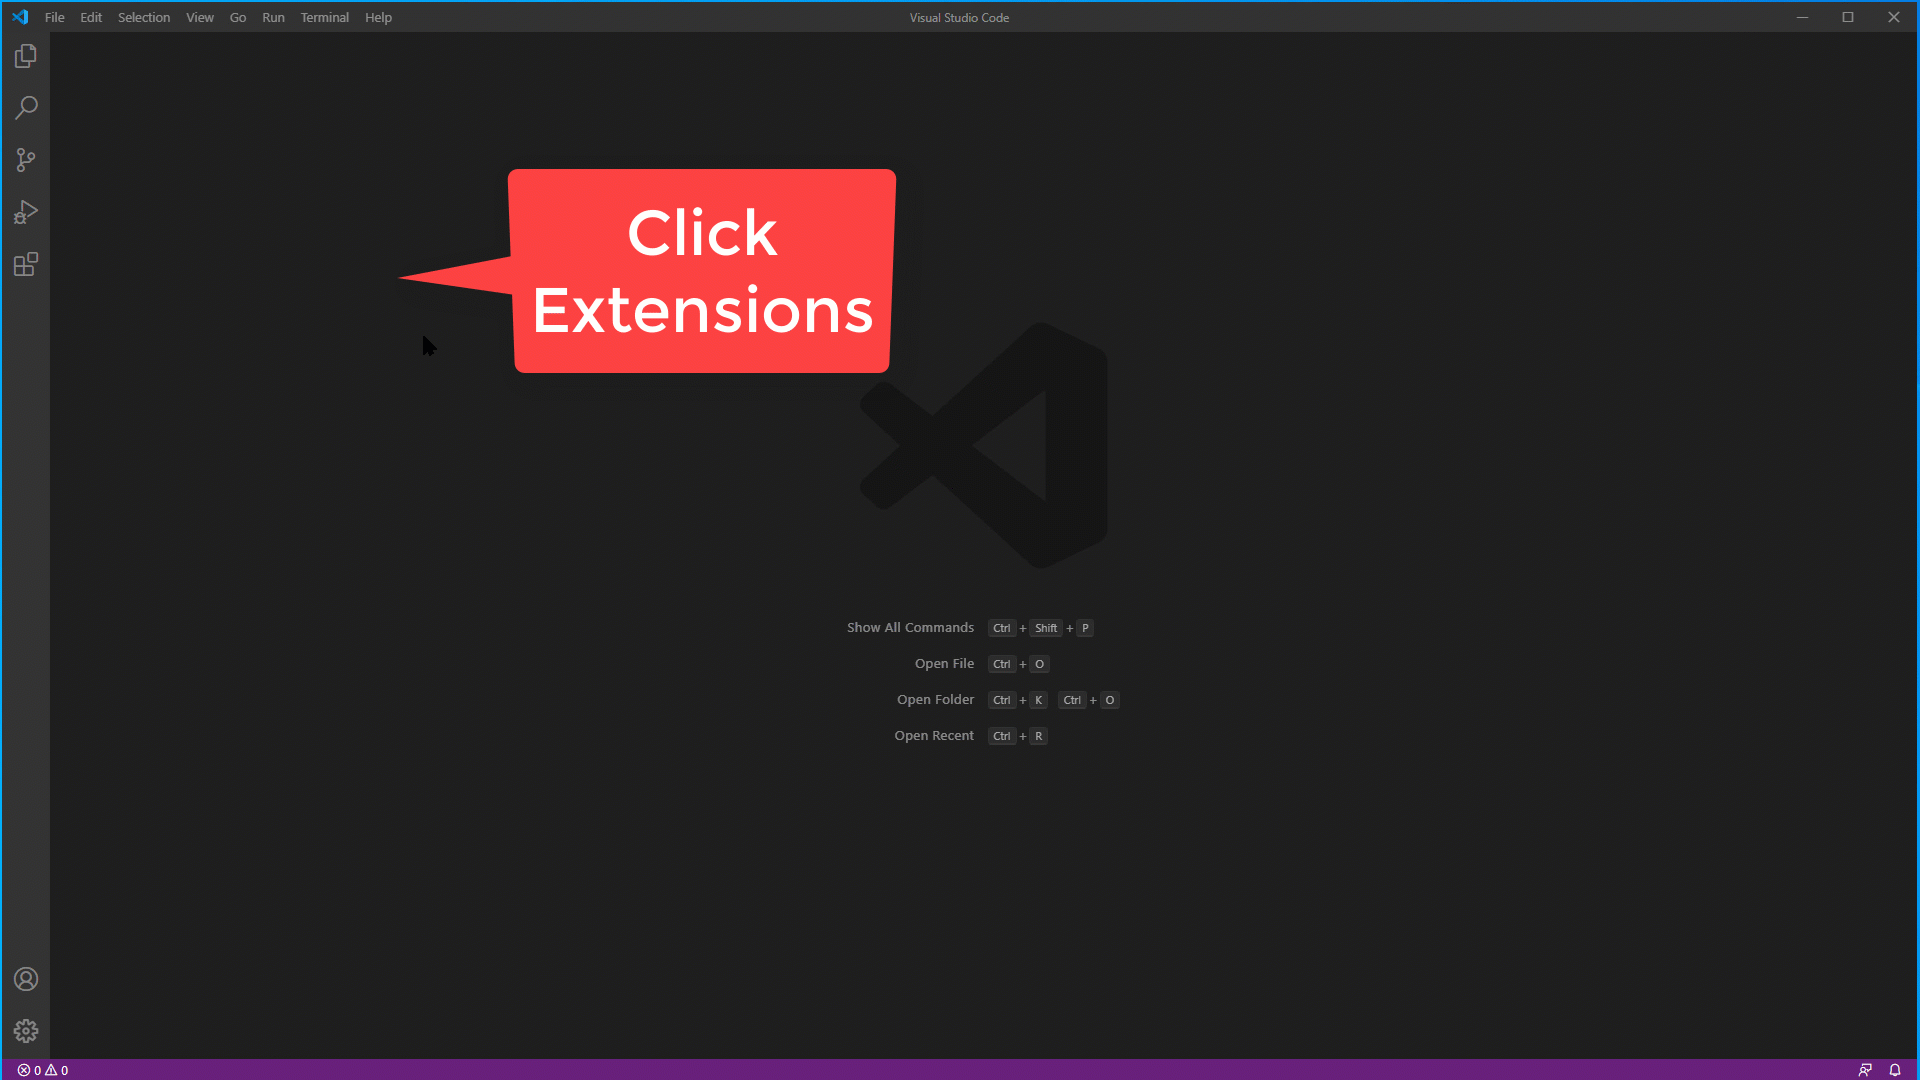 File Edit Selection View Go Run Terminal Help
Visual Studio Code
Click
Extensions
Show All Commands Ctrl + Shift + P
Open File Ctrl + O
Open Folder Ctrl + K Ctrl + O
Open Recent Ctrl + R
0 0